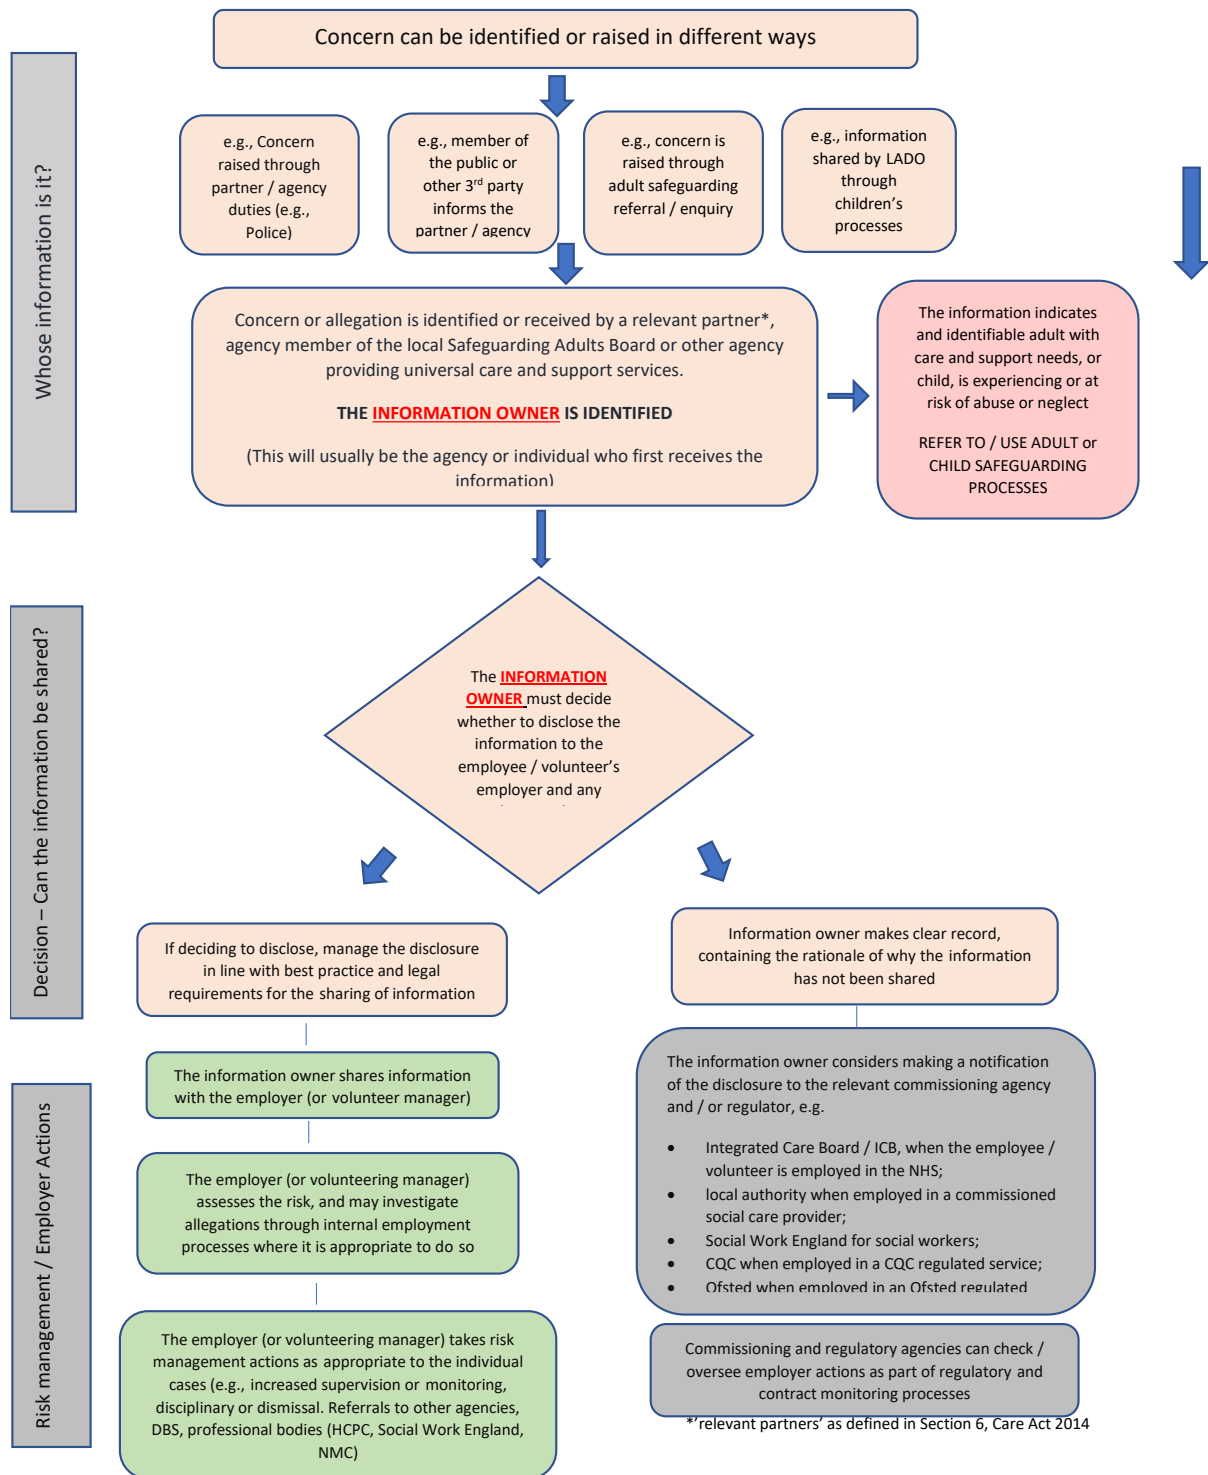 Concern can be identified or raised in different ways
Whose information is it?
e.g., Concern
raised through
partner / agency
duties (e.g.,
Police)
e.g., member of
the public or
other 3rd party
informs the
partner / agency
e.g., concern is
raised through
adult safeguarding
referral / enquiry
e.g., information
shared by LADO
through
children’s
processes
Concern or allegation is identified or received by a relevant partner*,
agency member of the local Safeguarding Adults Board or other agency
providing universal care and support services.
THE INFORMATION OWNER IS IDENTIFIED
(This will usually be the agency or individual who first receives the
information)
The information indicates
and identifiable adult with
care and support needs, or
child, is experiencing or at
risk of abuse or neglect
REFER TO / USE ADULT or
CHILD SAFEGUARDING
PROCESSES
Decision – Can the information be shared?
The INFORMATION
OWNER must decide
whether to disclose the
information to the
employee / volunteer’s
employer and any
If deciding to disclose, manage the disclosure
in line with best practice and legal
requirements for the sharing of information
Information owner makes clear record,
containing the rationale of why the information
has not been shared
Risk management / Employer Actions
The information owner shares information
with the employer (or volunteer manager)
The employer (or volunteering manager)
assesses the risk, and may investigate
allegations through internal employment
processes where it is appropriate to do so
The employer (or volunteering manager) takes risk
management actions as appropriate to the individual
cases (e.g., increased supervision or monitoring,
disciplinary or dismissal. Referrals to other agencies,
DBS, professional bodies (HCPC, Social Work England,
NMC)
The information owner considers making a notification
of the disclosure to the relevant commissioning agency
and / or regulator, e.g.
• Integrated Care Board / ICB, when the employee /
volunteer is employed in the NHS;
• local authority when employed in a commissioned
social care provider;
• Social Work England for social workers;
• CQC when employed in a CQC regulated service;
• Ofsted when employed in an Ofsted regulated
Commissioning and regulatory agencies can check /
oversee employer actions as part of regulatory and
contract monitoring processes
*’relevant partners’ as defined in Section 6, Care Act 2014